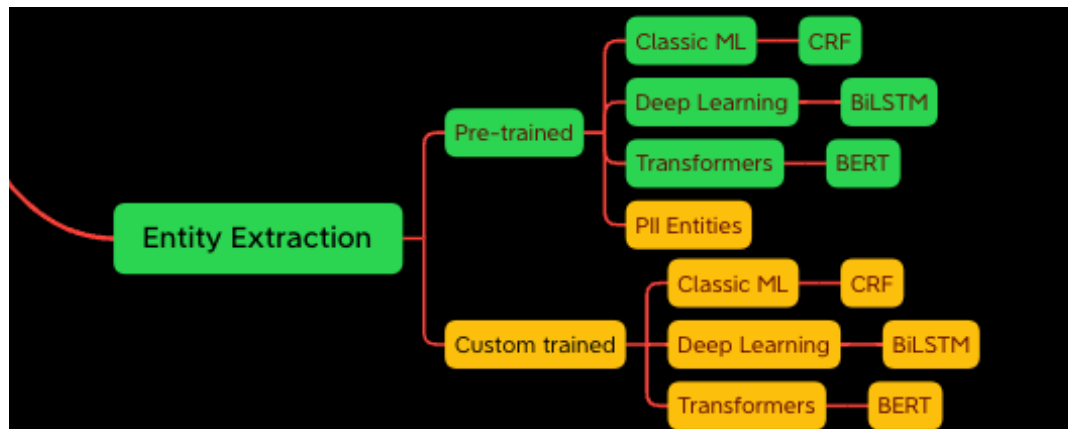 Classic ML
CRF
Deep Learning
BiLSTM
Pre-trained
Transformers
BERT
PII Entities
Entity Extraction
Classic ML
CRF
Custom trained
Deep Learning
BiLSTM
Transformers
BERT